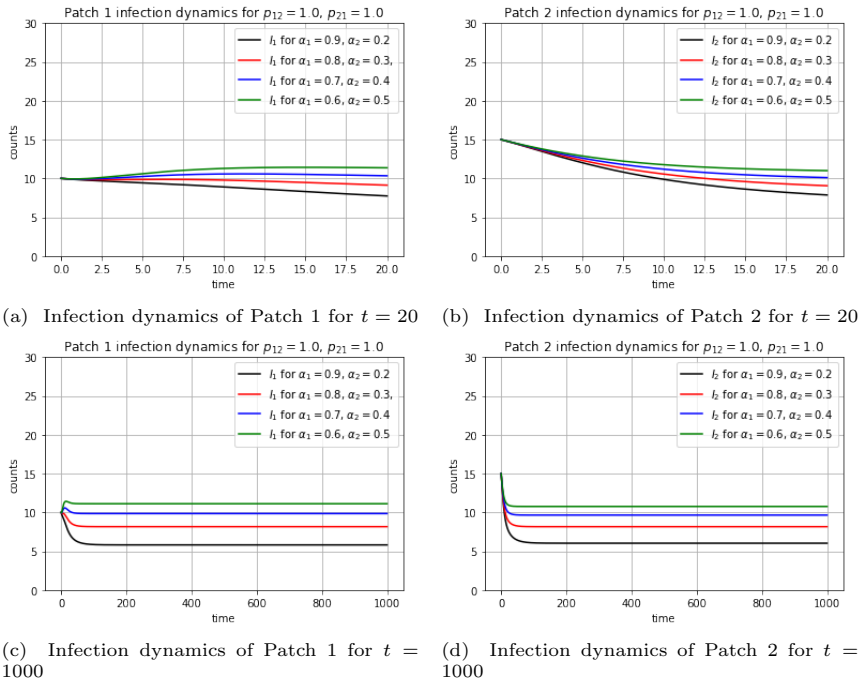 Patch 1 infection dynamics for p₁₂ = 1.0, p₂₁ = 1.0
30
25
20
15
10
5
0
counts
I₁ for α₁ = 0.9, α₂ = 0.2
I₁ for α₁ = 0.8, α₂ = 0.3,
I₁ for α₁ = 0.7, α₂ = 0.4
I₁ for α₁ = 0.6, α₂ = 0.5
0.0 2.5 5.0 7.5 10.0 12.5 15.0 17.5 20.0
time
(a) Infection dynamics of Patch 1 for t = 20
Patch 2 infection dynamics for p₁₂ = 1.0, p₂₁ = 1.0
30
25
20
15
10
5
0
counts
I₂ for α₁ = 0.9, α₂ = 0.2
I₂ for α₁ = 0.8, α₂ = 0.3
I₂ for α₁ = 0.7, α₂ = 0.4
I₂ for α₁ = 0.6, α₂ = 0.5
0.0 2.5 5.0 7.5 10.0 12.5 15.0 17.5 20.0
time
(b) Infection dynamics of Patch 2 for t = 20
Patch 1 infection dynamics for p₁₂ = 1.0, p₂₁ = 1.0
30
25
20
15
10
5
0
counts
I₁ for α₁ = 0.9, α₂ = 0.2
I₁ for α₁ = 0.8, α₂ = 0.3,
I₁ for α₁ = 0.7, α₂ = 0.4
I₁ for α₁ = 0.6, α₂ = 0.5
0 200 400 600 800 1000
time
(c) Infection dynamics of Patch 1 for t =
1000
Patch 2 infection dynamics for p₁₂ = 1.0, p₂₁ = 1.0
30
25
20
15
10
5
0
counts
I₂ for α₁ = 0.9, α₂ = 0.2
I₂ for α₁ = 0.8, α₂ = 0.3
I₂ for α₁ = 0.7, α₂ = 0.4
I₂ for α₁ = 0.6, α₂ = 0.5
0 200 400 600 800 1000
time
(d) Infection dynamics of Patch 2 for t =
1000